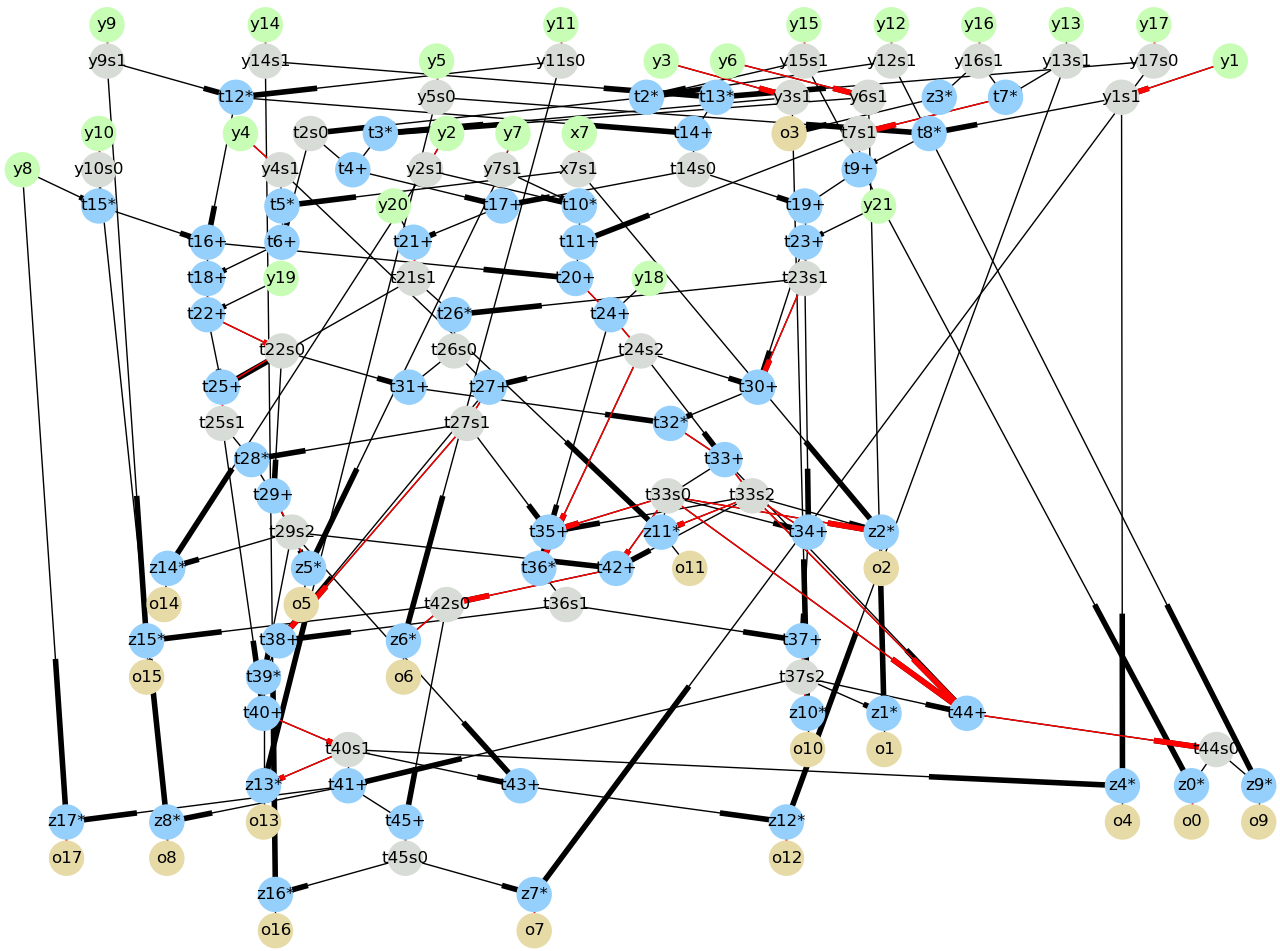 y9 y14 y11 y15 y12 y16 y13 y17
y9s1 y14s1 y5 y11s0 y3 y6 y15s1 y12s1 y16s1 y13s1 y17s0 y1
t12* y5s0 t2* t13* y3s1 y6s1 z3* t7* y1s1
y10 y4 t2s0 t3* y2 y7 x7 t14+ o3 t7s1 t8*
y8 y10s0 y4s1 t4+ y2s1 y7s1 x7s1 t14s0 t9+
t15* t5* y20 t17+ t10* t19+ y21
t16+ t6+ t21+ t11+ t23+
t18+ y19 t21s1 t20+ y18 t23s1
t22+ t26* t24+
t22s0 t26s0 t24s2
t25+ t31+ t27+ t30+
t25s1 t27s1 t32*
t28* t33+
t29+ t33s0 t33s2
t29s2 t35+ z11* t34+ z2*
z14* z5* t36* t42+ o11 o2
o14 o5 t42s0 t36s1
z15* t38+ z6* t37+
o15 t39* o6 t37s2
t40+ z10* z1* t44+
t40s1 o10 o1 t44s0
z13* t41+ t43+ z4* z0* z9*
z17* z8* o13 t45+ z12* o4 o0 o9
o17 o8 t45s0 o12
z16* z7*
o16 o7